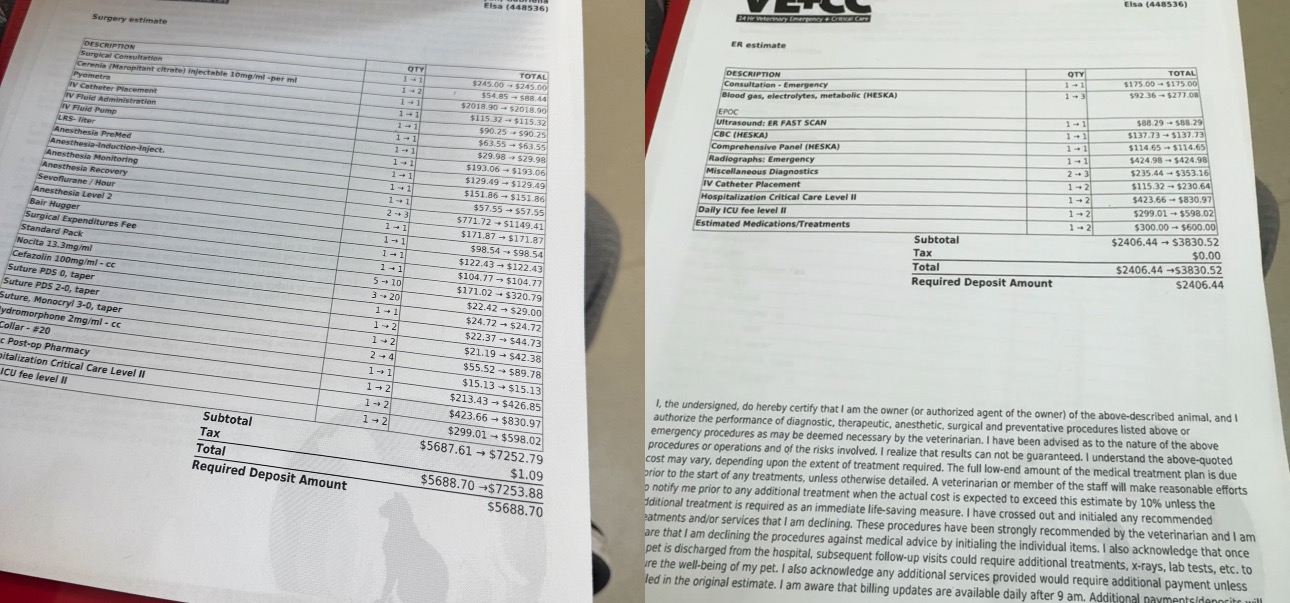 Elsa (448536)
Surgery estimate
DESCRIPTION QTY TOTAL
Surgical Consultation 1 → 1 $245.00 → $245.00
Cerenia (Maropitant citrate) Injectable 10mg/ml -per ml 1 → 2 $54.85 → $88.44
Pyometra 1 → 1 $2018.90 → $2018.90
IV Catheter Placement 1 → 1 $115.32 → $115.32
IV Fluid Administration 1 → 1 $90.25 → $90.25
IV Fluid Pump 1 → 1 $63.55 → $63.55
LRS- liter 1 → 1 $29.98 → $29.98
Anesthesia PreMed 1 → 1 $193.06 → $193.06
Anesthesia-Induction-Inject. 1 → 1 $129.49 → $129.49
Anesthesia Monitoring 1 → 1 $151.86 → $151.86
Anesthesia Recovery 1 → 1 $57.55 → $57.55
Sevoflurane / Hour 2 → 3 $771.72 → $1149.41
Anesthesia Level 2 1 → 1 $171.87 → $171.87
Bair Hugger 1 → 1 $98.54 → $98.54
Surgical Expenditures Fee 1 → 1 $122.43 → $122.43
Standard Pack 1 → 1 $104.77 → $104.77
Nocita 13.3mg/ml 5 → 10 $171.02 → $320.79
Cefazolin 100mg/ml - cc 3 → 20 $22.42 → $29.00
Suture PDS 0, taper 1 → 1 $24.72 → $24.72
Suture PDS 2-0, taper 1 → 2 $22.37 → $44.73
Suture, Monocryl 3-0, taper 1 → 2 $21.19 → $42.38
ydromorphone 2mg/ml - cc 2 → 4 $55.52 → $89.78
Collar - #20 1 → 1 $15.13 → $15.13
c Post-op Pharmacy 1 → 2 $213.43 → $426.85
pitalization Critical Care Level II 1 → 2 $423.66 → $830.97
ICU fee level II 1 → 2 $299.01 → $598.02
Subtotal $5687.61 → $7252.79
Tax $1.09
Total $5688.70 →$7253.88
Required Deposit Amount $5688.70
VE+CC
24 Hr Veterinary Emergency + Critical Care
Elsa (448536)
ER estimate
DESCRIPTION QTY TOTAL
Consultation - Emergency 1 → 1 $175.00 → $175.00
Blood gas, electrolytes, metabolic (HESKA) 1 → 3 $92.36 → $277.08
EPOC
Ultrasound: ER FAST SCAN 1 → 1 $88.29 → $88.29
CBC (HESKA) 1 → 1 $137.73 → $137.73
Comprehensive Panel (HESKA) 1 → 1 $114.65 → $114.65
Radiographs: Emergency 1 → 1 $424.98 → $424.98
Miscellaneous Diagnostics 2 → 3 $235.44 → $353.16
IV Catheter Placement 1 → 2 $115.32 → $230.64
Hospitalization Critical Care Level II 1 → 2 $423.66 → $830.97
Daily ICU fee level II 1 → 2 $299.01 → $598.02
Estimated Medications/Treatments 1 → 2 $300.00 → $600.00
Subtotal $2406.44 → $3830.52
Tax $0.00
Total $2406.44 →$3830.52
Required Deposit Amount $2406.44
I, the undersigned, do hereby certify that I am the owner (or authorized agent of the owner) of the above-described animal, and I
authorize the performance of diagnostic, therapeutic, anesthetic, surgical and preventative procedures listed above or
emergency procedures as may be deemed necessary by the veterinarian. I have been advised as to the nature of the above
procedures or operations and of the risks involved. I realize that results can not be guaranteed. I understand the above-quoted
cost may vary, depending upon the extent of treatment required. The full low-end amount of the medical treatment plan is due
prior to the start of any treatments, unless otherwise detailed. A veterinarian or member of the staff will make reasonable efforts
o notify me prior to any additional treatment when the actual cost is expected to exceed this estimate by 10% unless the
dditional treatment is required as an immediate life-saving measure. I have crossed out and initialed any recommended
eatments and/or services that I am declining. These procedures have been strongly recommended by the veterinarian and I am
are that I am declining the procedures against medical advice by initialing the individual items. I also acknowledge that once
pet is discharged from the hospital, subsequent follow-up visits could require additional treatments, x-rays, lab tests, etc. to
ure the well-being of my pet. I also acknowledge any additional services provided would require additional payment unless
led in the original estimate. I am aware that billing updates are available daily after 9 am. Additional payments/deposits will